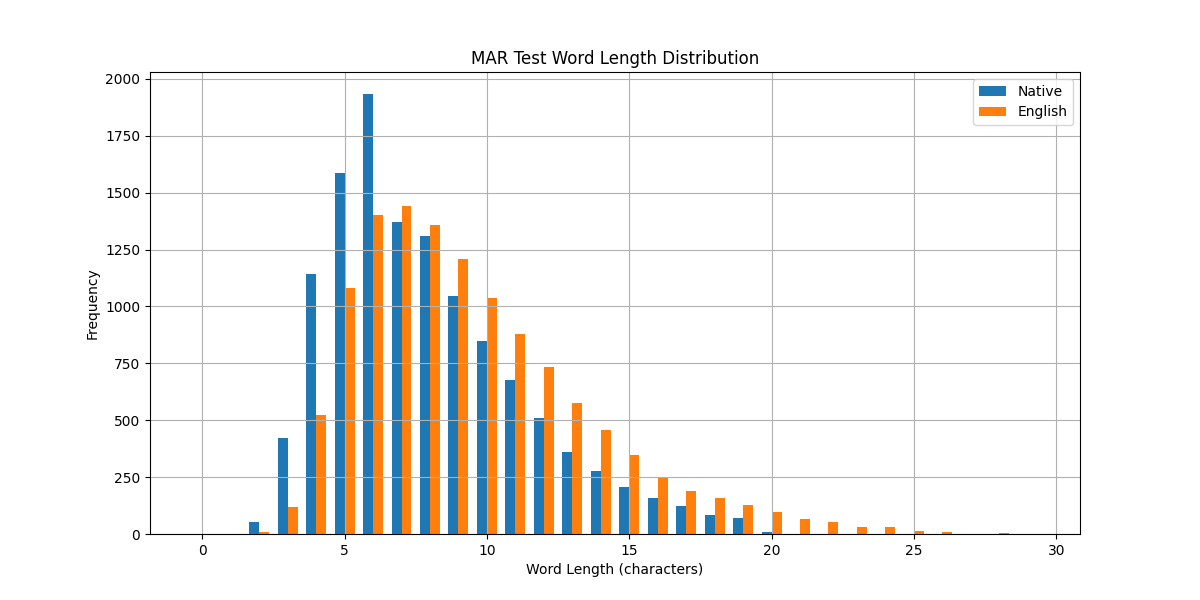 MAR Test Word Length Distribution
Native
English
2000
1750
1500
1250
1000
750
500
250
0
Frequency
0 5 10 15 20 25 30
Word Length (characters)